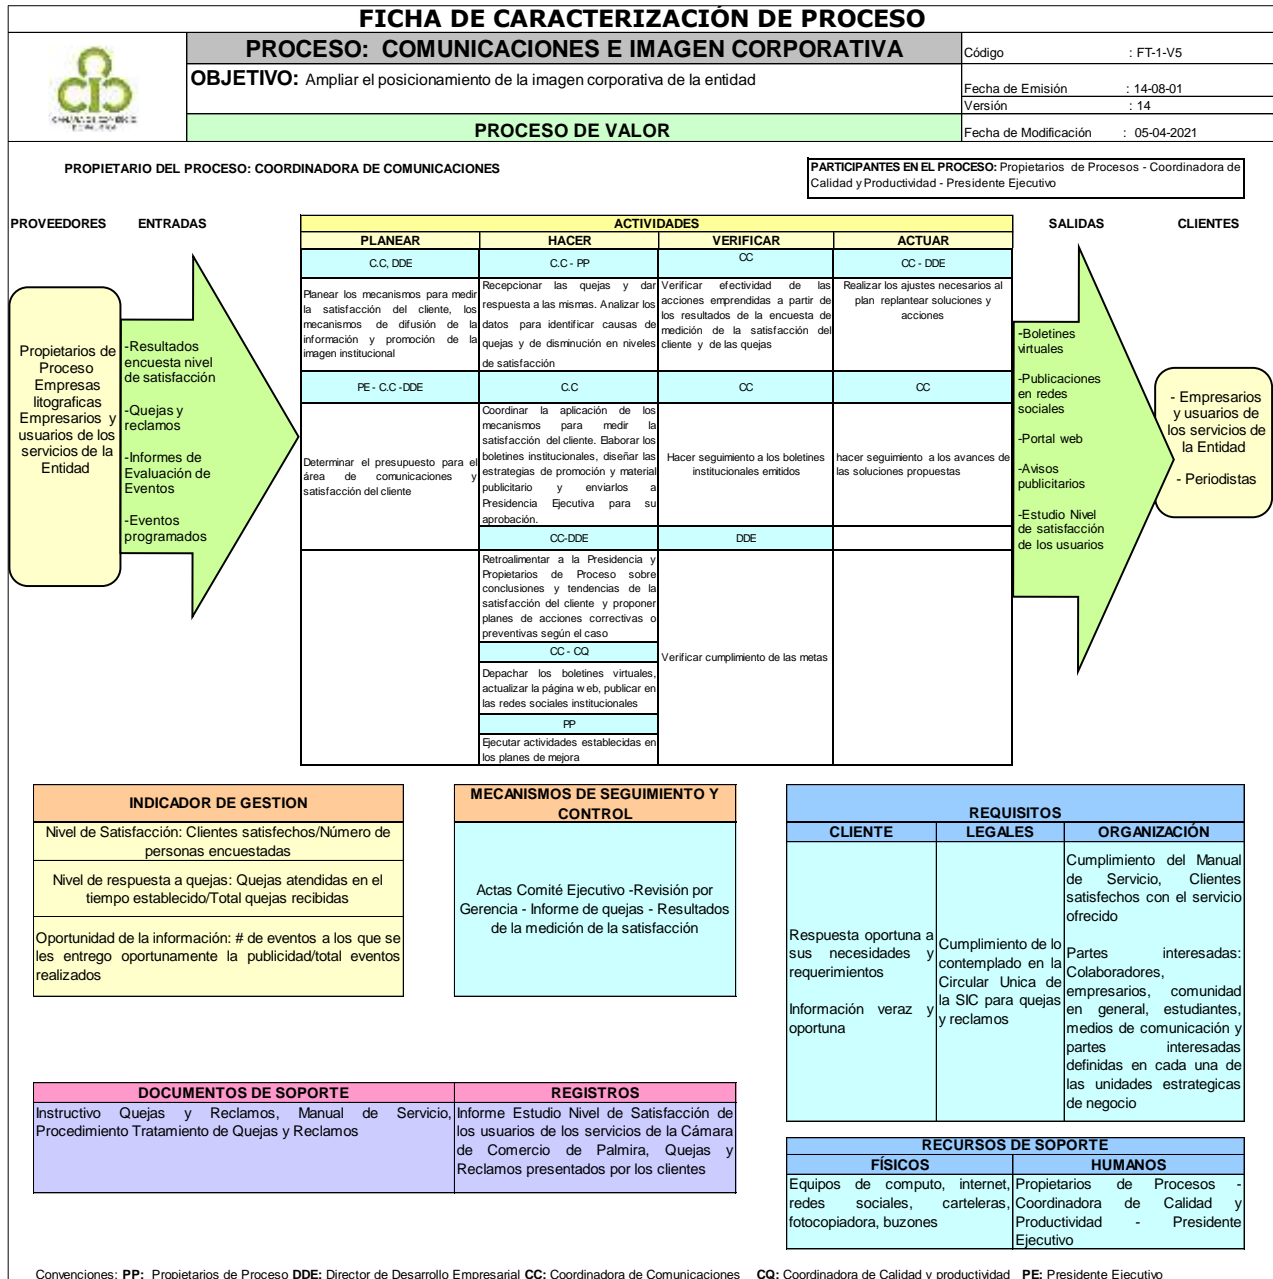 FICHA DE CARACTERIZACIÓN DE PROCESO
PROCESO: COMUNICACIONES E IMAGEN CORPORATIVA
Código : FT-1-V5
OBJETIVO: Ampliar el posicionamiento de la imagen corporativa de la entidad
Fecha de Emisión : 14-08-01
Versión : 14
PROCESO DE VALOR
Fecha de Modificación : 05-04-2021
CAMARA DE COMERCIO
DE PALMIRA
PROPIETARIO DEL PROCESO: COORDINADORA DE COMUNICACIONES
PARTICIPANTES EN EL PROCESO: Propietarios de Procesos - Coordinadora de
Calidad y Productividad - Presidente Ejecutivo
PROVEEDORES
ENTRADAS
ACTIVIDADES
SALIDAS
CLIENTES
PLANEAR
HACER
VERIFICAR
ACTUAR
C.C, DDE
C.C - PP
CC
CC - DDE
Planear los mecanismos para medir
la satisfacción del cliente, los
mecanismos de difusión de la
información y promoción de la
imagen institucional
Recepcionar las quejas y dar
respuesta a las mismas. Analizar los
datos para identificar causas de
quejas y de disminución en niveles
de satisfacción
Verificar efectividad de las
acciones emprendidas a partir de
los resultados de la encuesta de
medición de la satisfacción del
cliente y de las quejas
Realizar los ajustes necesarios al
plan replantear soluciones y
acciones
PE - C.C -DDE
C.C
CC
CC
Determinar el presupuesto para el
área de comunicaciones y
satisfacción del cliente
Coordinar la aplicación de los
mecanismos para medir la
satisfacción del cliente. Elaborar los
boletines institucionales, diseñar las
estrategias de promoción y material
publicitario y enviarlos a
Presidencia Ejecutiva para su
aprobación.
Hacer seguimiento a los boletines
institucionales emitidos
hacer seguimiento a los avances de
las soluciones propuestas
CC-DDE
DDE
Retroalimentar a la Presidencia y
Propietarios de Proceso sobre
conclusiones y tendencias de la
satisfacción del cliente y proponer
planes de acciones correctivas o
preventivas según el caso
CC - CQ
Depachar los boletines virtuales,
actualizar la página web, publicar en
las redes sociales institucionales
PP
Ejecutar actividades establecidas en
los planes de mejora
Verificar cumplimiento de las metas
Propietarios de
Proceso
Empresas
litograficas
Empresarios y
usuarios de los
servicios de la
Entidad
-Resultados
encuesta nivel
de satisfacción
-Quejas y
reclamos
-Informes de
Evaluación de
Eventos
-Eventos
programados
-Boletines
virtuales
-Publicaciones
en redes
sociales
-Portal web
-Avisos
publicitarios
-Estudio Nivel
de satisfacción
de los usuarios
- Empresarios
y usuarios de
los servicios de
la Entidad
- Periodistas
INDICADOR DE GESTION
Nivel de Satisfacción: Clientes satisfechos/Número de
personas encuestadas
Nivel de respuesta a quejas: Quejas atendidas en el
tiempo establecido/Total quejas recibidas
Oportunidad de la información: # de eventos a los que se
les entrego oportunamente la publicidad/total eventos
realizados
MECANISMOS DE SEGUIMIENTO Y
CONTROL
Actas Comité Ejecutivo -Revisión por
Gerencia - Informe de quejas - Resultados
de la medición de la satisfacción
REQUISITOS
CLIENTE
LEGALES
ORGANIZACIÓN
Respuesta oportuna a
sus necesidades y
requerimientos
Información veraz y
oportuna
Cumplimiento de lo
contemplado en la
Circular Unica de
la SIC para quejas
y reclamos
Cumplimiento del Manual
de Servicio, Clientes
satisfechos con el servicio
ofrecido
Partes interesadas:
Colaboradores,
empresarios, comunidad
en general, estudiantes,
medios de comunicación y
partes interesadas
definidas en cada una de
las unidades estrategicas
de negocio
DOCUMENTOS DE SOPORTE
REGISTROS
Instructivo Quejas y Reclamos, Manual de Servicio,
Procedimiento Tratamiento de Quejas y Reclamos
Informe Estudio Nivel de Satisfacción de
los usuarios de los servicios de la Cámara
de Comercio de Palmira, Quejas y
Reclamos presentados por los clientes
RECURSOS DE SOPORTE
FÍSICOS
HUMANOS
Equipos de computo, internet,
redes sociales, carteleras,
fotocopiadora, buzones
Propietarios de Procesos -
Coordinadora de Calidad y
Productividad - Presidente
Ejecutivo
Convenciones: PP: Propietarios de Proceso DDE: Director de Desarrollo Empresarial CC: Coordinadora de Comunicaciones CQ: Coordinadora de Calidad y productividad PE: Presidente Ejecutivo